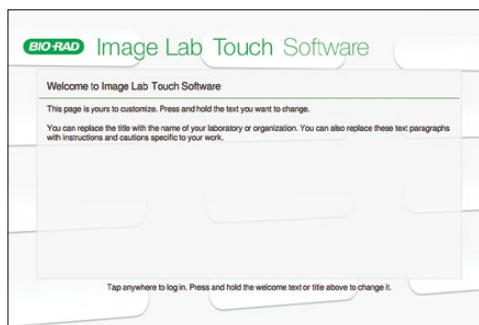 BIO-RAD Image Lab Touch Software
Welcome to Image Lab Touch Software
This page is yours to customize. Press and hold the text you want to change.
You can replace the title with the name of your laboratory or organization. You can also replace these text paragraphs
with instructions and cautions specific to your work.
Tap anywhere to log in. Press and hold the welcome text or title above to change it.